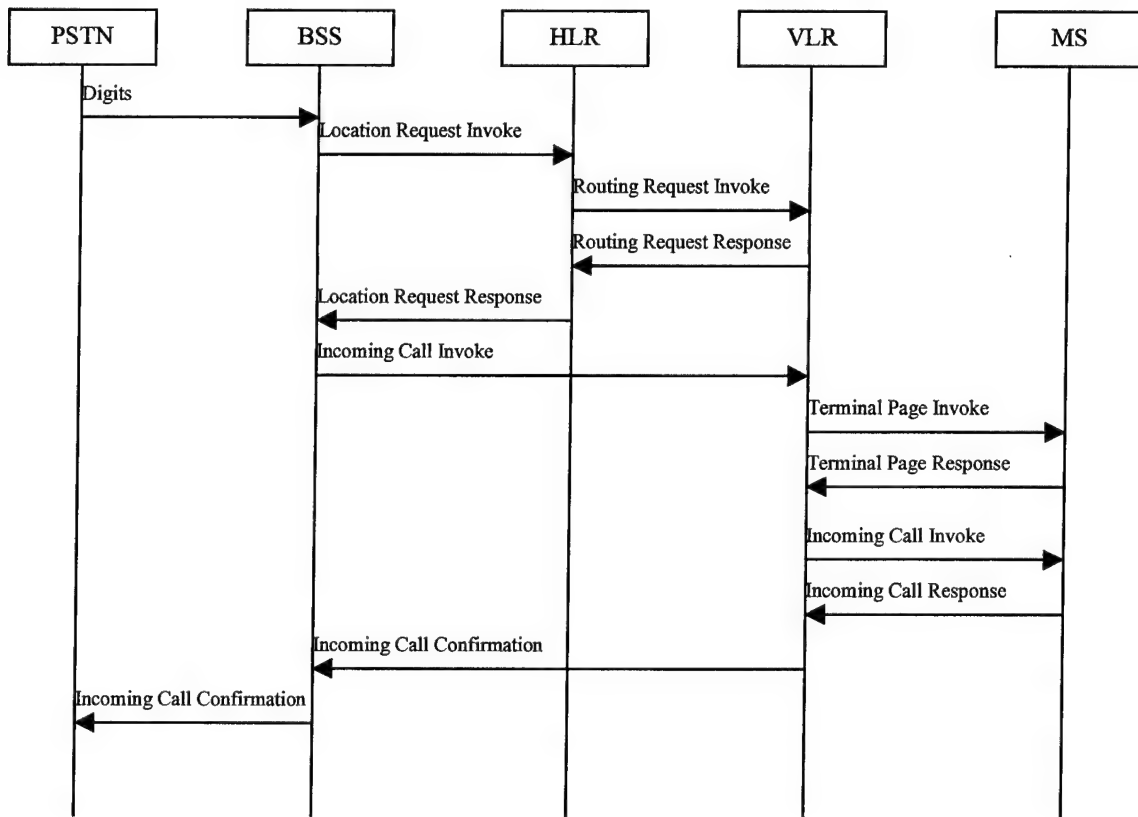 PSTN
BSS
HLR
VLR
MS
Digits
Location Request Invoke
Routing Request Invoke
Routing Request Response
Location Request Response
Incoming Call Invoke
Terminal Page Invoke
Terminal Page Response
Incoming Call Invoke
Incoming Call Response
Incoming Call Confirmation
Incoming Call Confirmation